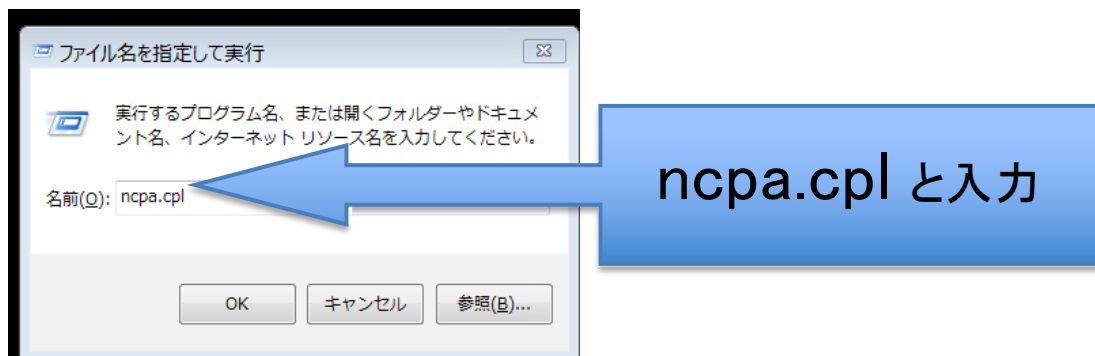 ファイル名を指定して実行
実行するプログラム名、または開くフォルダーやドキュメ
ント名、インターネット リソース名を入力してください。
名前(O): ncpa.cpl
ncpa.cpl と入力
OK
キャンセル
参照(B)...